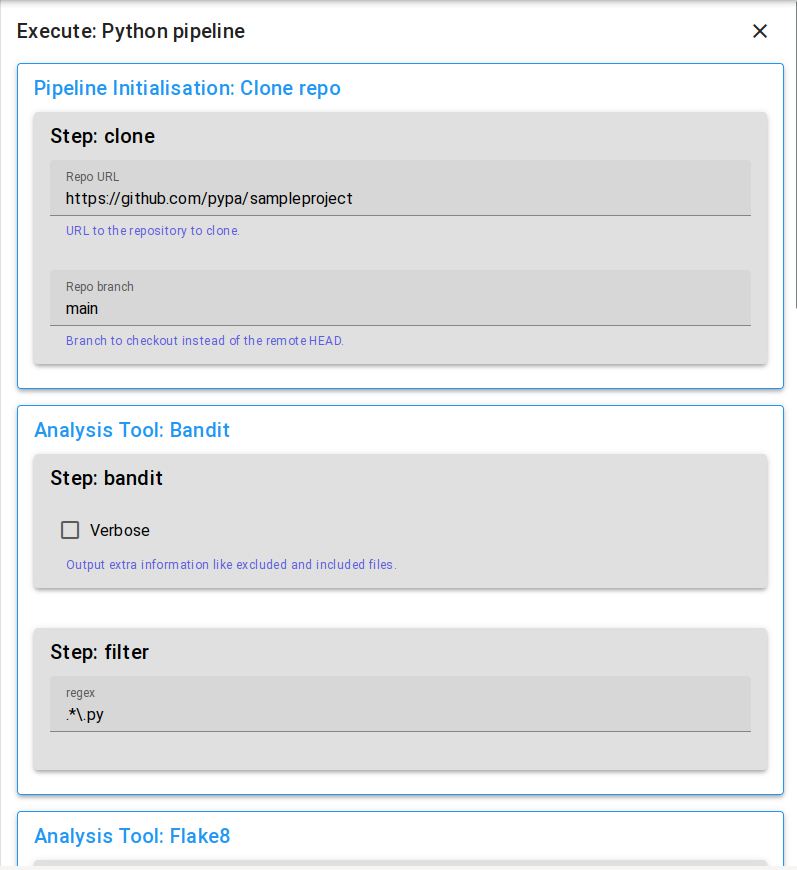 Execute: Python pipeline
Pipeline Initialisation: Clone repo
Step: clone
Repo URL
https://github.com/pypa/sampleproject
URL to the repository to clone.
Repo branch
main
Branch to checkout instead of the remote HEAD.
Analysis Tool: Bandit
Step: bandit
Verbose
Output extra information like excluded and included files.
Step: filter
regex
.*\.py
Analysis Tool: Flake8